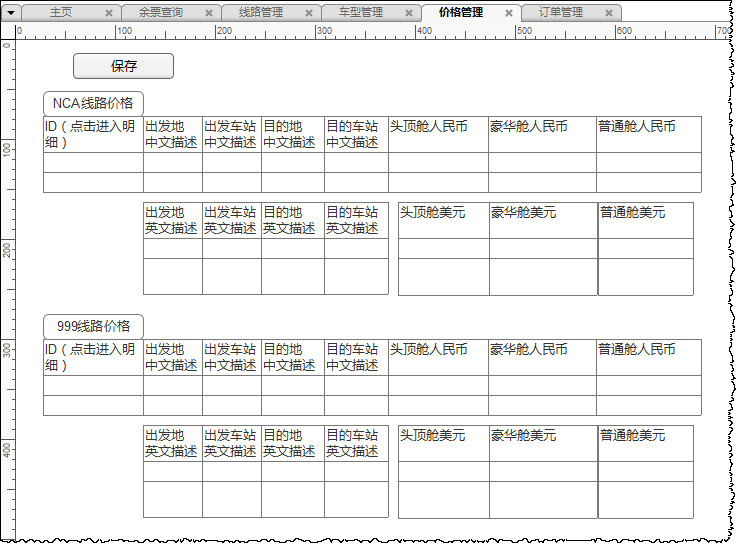 主页 余票查询 线路管理 车型管理 价格管理 订单管理
0 100 200 300 400 500 600 700
0
保存
NCA线路价格
ID（点击进入明 出发地 出发车站 目的地 目的车站 头顶舱人民币 豪华舱人民币 普通舱人民币
细） 中文描述 中文描述 中文描述 中文描述
100
出发地 出发车站 目的地 目的车站 头顶舱美元 豪华舱美元 普通舱美元
英文描述 英文描述 英文描述 英文描述
200
999线路价格
300
ID（点击进入明 出发地 出发车站 目的地 目的车站 头顶舱人民币 豪华舱人民币 普通舱人民币
细） 中文描述 中文描述 中文描述 中文描述
出发地 出发车站 目的地 目的车站 头顶舱美元 豪华舱美元 普通舱美元
英文描述 英文描述 英文描述 英文描述
400